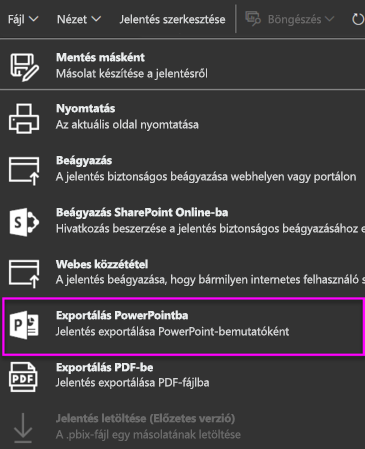 Fájl Nézet Jelentés szerkesztése Böngészés
Mentés másként
Másolat készítése a jelentésről
Nyomtatás
Az aktuális oldal nyomtatása
Beágyazás
A jelentés biztonságos beágyazása webhelyen vagy portálon
Beágyazás SharePoint Online-ba
Hivatkozás beszerzése a jelentés biztonságos beágyazásához e
Webes közzététel
A jelentés beágyazása, hogy bármilyen internetes felhasználó s
Exportálás PowerPointba
Jelentés exportálása PowerPoint-bemutatóként
Exportálás PDF-be
Jelentés exportálása PDF-fájlba
Jelentés letöltése (Előzetes verzió)
A .pbix-fájl egy másolatának letöltése